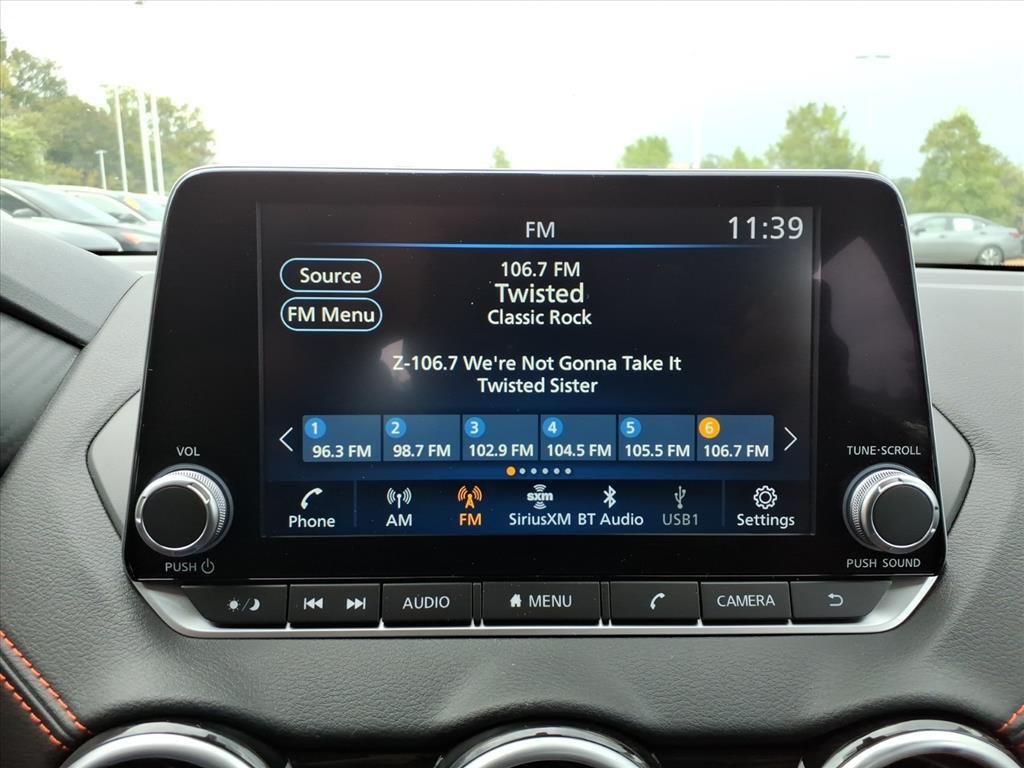 FM
11:39
Source
FM Menu
106.7 FM
Twisted
Classic Rock
Z-106.7 We're Not Gonna Take It
Twisted Sister
1 2 3 4 5 6
96.3 FM 98.7 FM 102.9 FM 104.5 FM 105.5 FM 106.7 FM
VOL
TUNE·SCROLL
sxm
Phone AM FM SiriusXM BT Audio USB1 Settings
PUSH
PUSH SOUND
AUDIO MENU CAMERA